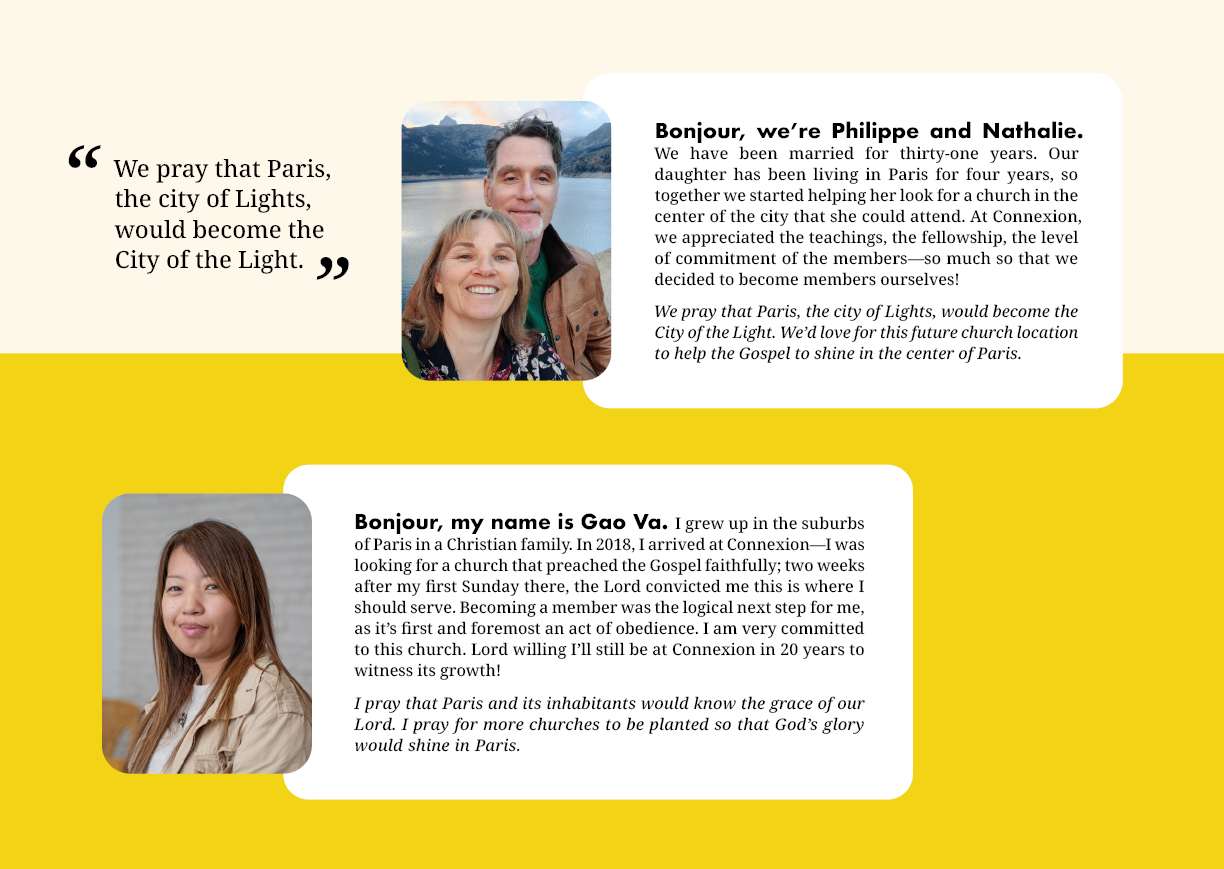 “ We pray that Paris,
the city of Lights,
would become the
City of the Light. ”
Bonjour, we’re Philippe and Nathalie.
We have been married for thirty-one years. Our
daughter has been living in Paris for four years, so
together we started helping her look for a church in the
center of the city that she could attend. At Connexion,
we appreciated the teachings, the fellowship, the level
of commitment of the members—so much so that we
decided to become members ourselves!
We pray that Paris, the city of Lights, would become the
City of the Light. We’d love for this future church location
to help the Gospel to shine in the center of Paris.
Bonjour, my name is Gao Va. I grew up in the suburbs
of Paris in a Christian family. In 2018, I arrived at Connexion—I was
looking for a church that preached the Gospel faithfully; two weeks
after my first Sunday there, the Lord convicted me this is where I
should serve. Becoming a member was the logical next step for me,
as it’s first and foremost an act of obedience. I am very committed
to this church. Lord willing I’ll still be at Connexion in 20 years to
witness its growth!
I pray that Paris and its inhabitants would know the grace of our
Lord. I pray for more churches to be planted so that God’s glory
would shine in Paris.